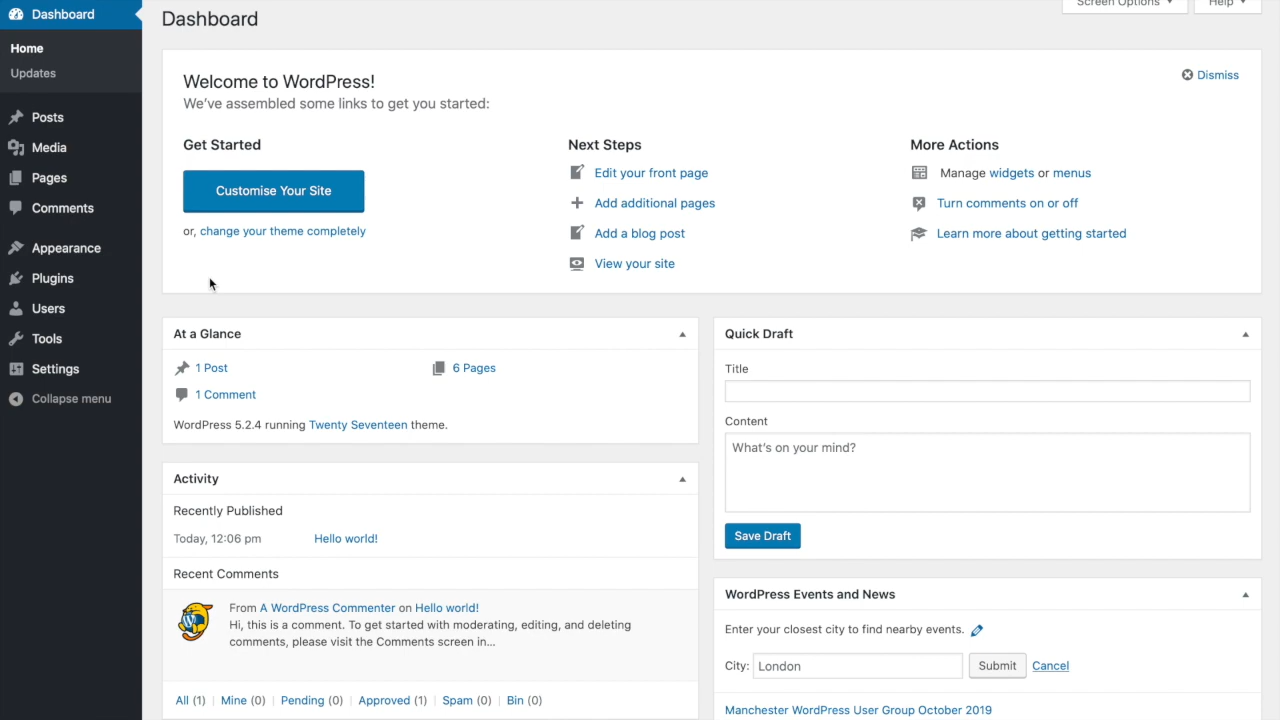 Dashboard
Home
Updates
Posts
Media
Pages
Comments
Appearance
Plugins
Users
Tools
Settings
Collapse menu
Screen Options
Help
Dashboard
Welcome to WordPress!
We've assembled some links to get you started:
Dismiss
Get Started
Customise Your Site
or, change your theme completely
Next Steps
Edit your front page
Add additional pages
Add a blog post
View your site
More Actions
Manage widgets or menus
Turn comments on or off
Learn more about getting started
At a Glance
1 Post
6 Pages
1 Comment
WordPress 5.2.4 running Twenty Seventeen theme.
Activity
Recently Published
Today, 12:06 pm Hello world!
Recent Comments
From A WordPress Commenter on Hello world!
Hi, this is a comment. To get started with moderating, editing, and deleting
comments, please visit the Comments screen in...
All (1) | Mine (0) | Pending (0) | Approved (1) | Spam (0) | Bin (0)
Quick Draft
Title
Content
What's on your mind?
Save Draft
WordPress Events and News
Enter your closest city to find nearby events.
City: London Submit Cancel
Manchester WordPress User Group October 2019